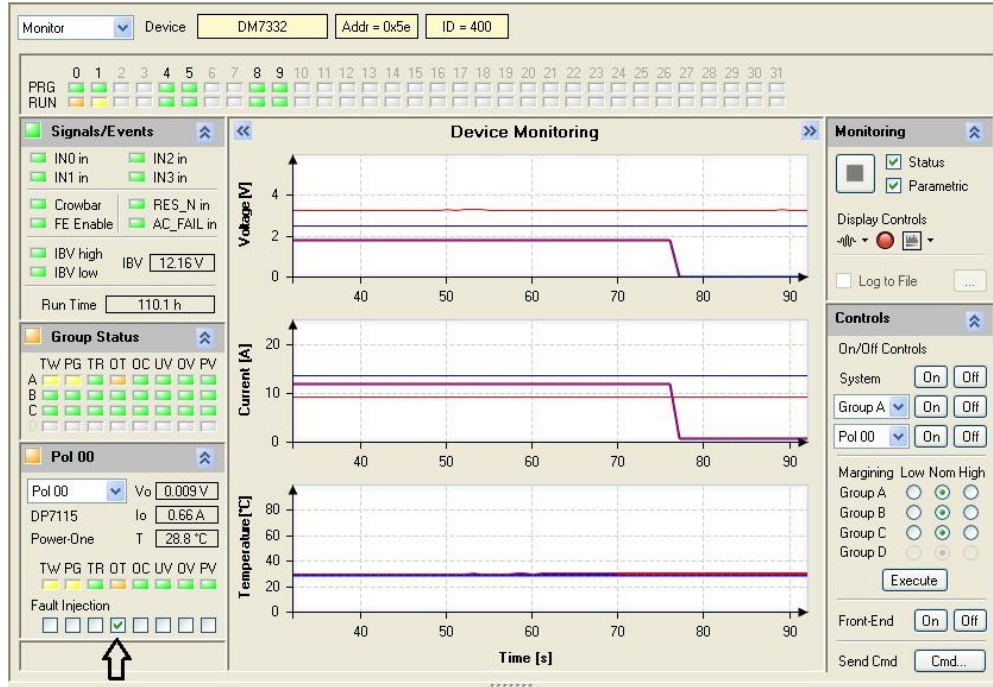 Monitor Device DM7332 Addr = 0x5e ID = 400
0 1 2 3 4 5 6 7 8 9 10 11 12 13 14 15 16 17 18 19 20 21 22 23 24 25 26 27 28 29 30 31
PRG
RUN
Signals/Events
IN0 in IN2 in
IN1 in IN3 in
Crowbar RES_N in
FE Enable AC_FAIL in
IBV high
IBV low
IBV 12.16 V
Run Time 110.1 h
Group Status
TW PG TR OT OC UV OV PV
A
B
C
D
Pol 00
Pol 00 Vo 0.009 V
DP7115 Io 0.66 A
Power-One T 28.8 °C
TW PG TR OT OC UV OV PV
Fault Injection
Device Monitoring
Voltage [V]
4
2
0
40 50 60 70 80 90
Current [A]
20
10
0
40 50 60 70 80 90
Temperature [°C]
80
60
40
20
0
40 50 60 70 80 90
Time [s]
Monitoring
Status
Parametric
Display Controls
Log to File ...
Controls
On/Off Controls
System On Off
Group A On Off
Pol 00 On Off
Margining Low Nom High
Group A
Group B
Group C
Group D
Execute
Front-End On Off
Send Cmd Cmd...